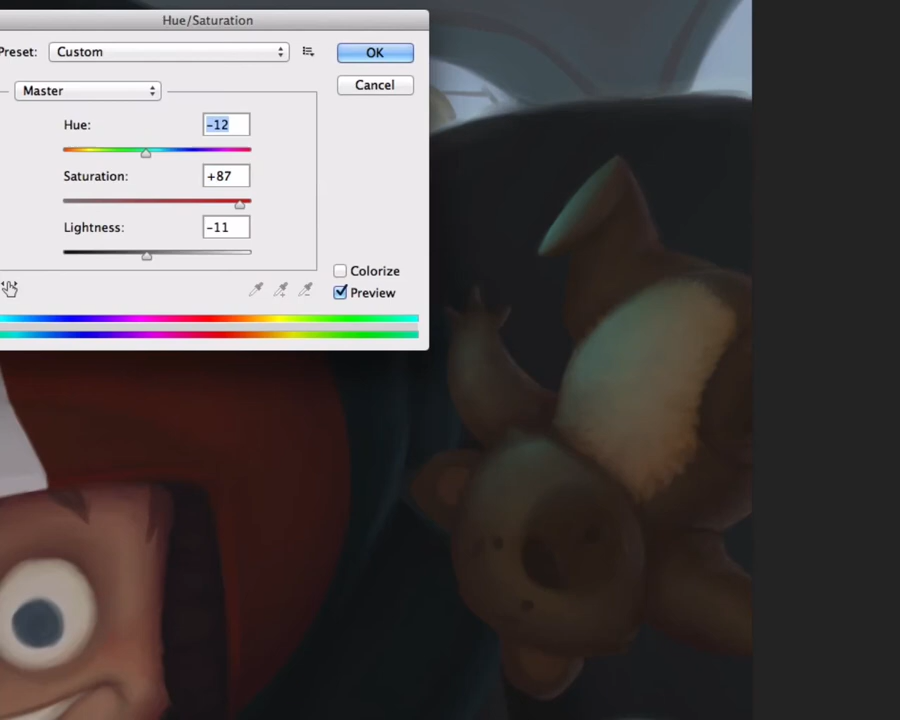 Hue/Saturation
Preset: Custom
OK
Master
Cancel
Hue: -12
Saturation: +87
Lightness: -11
Colorize
Preview